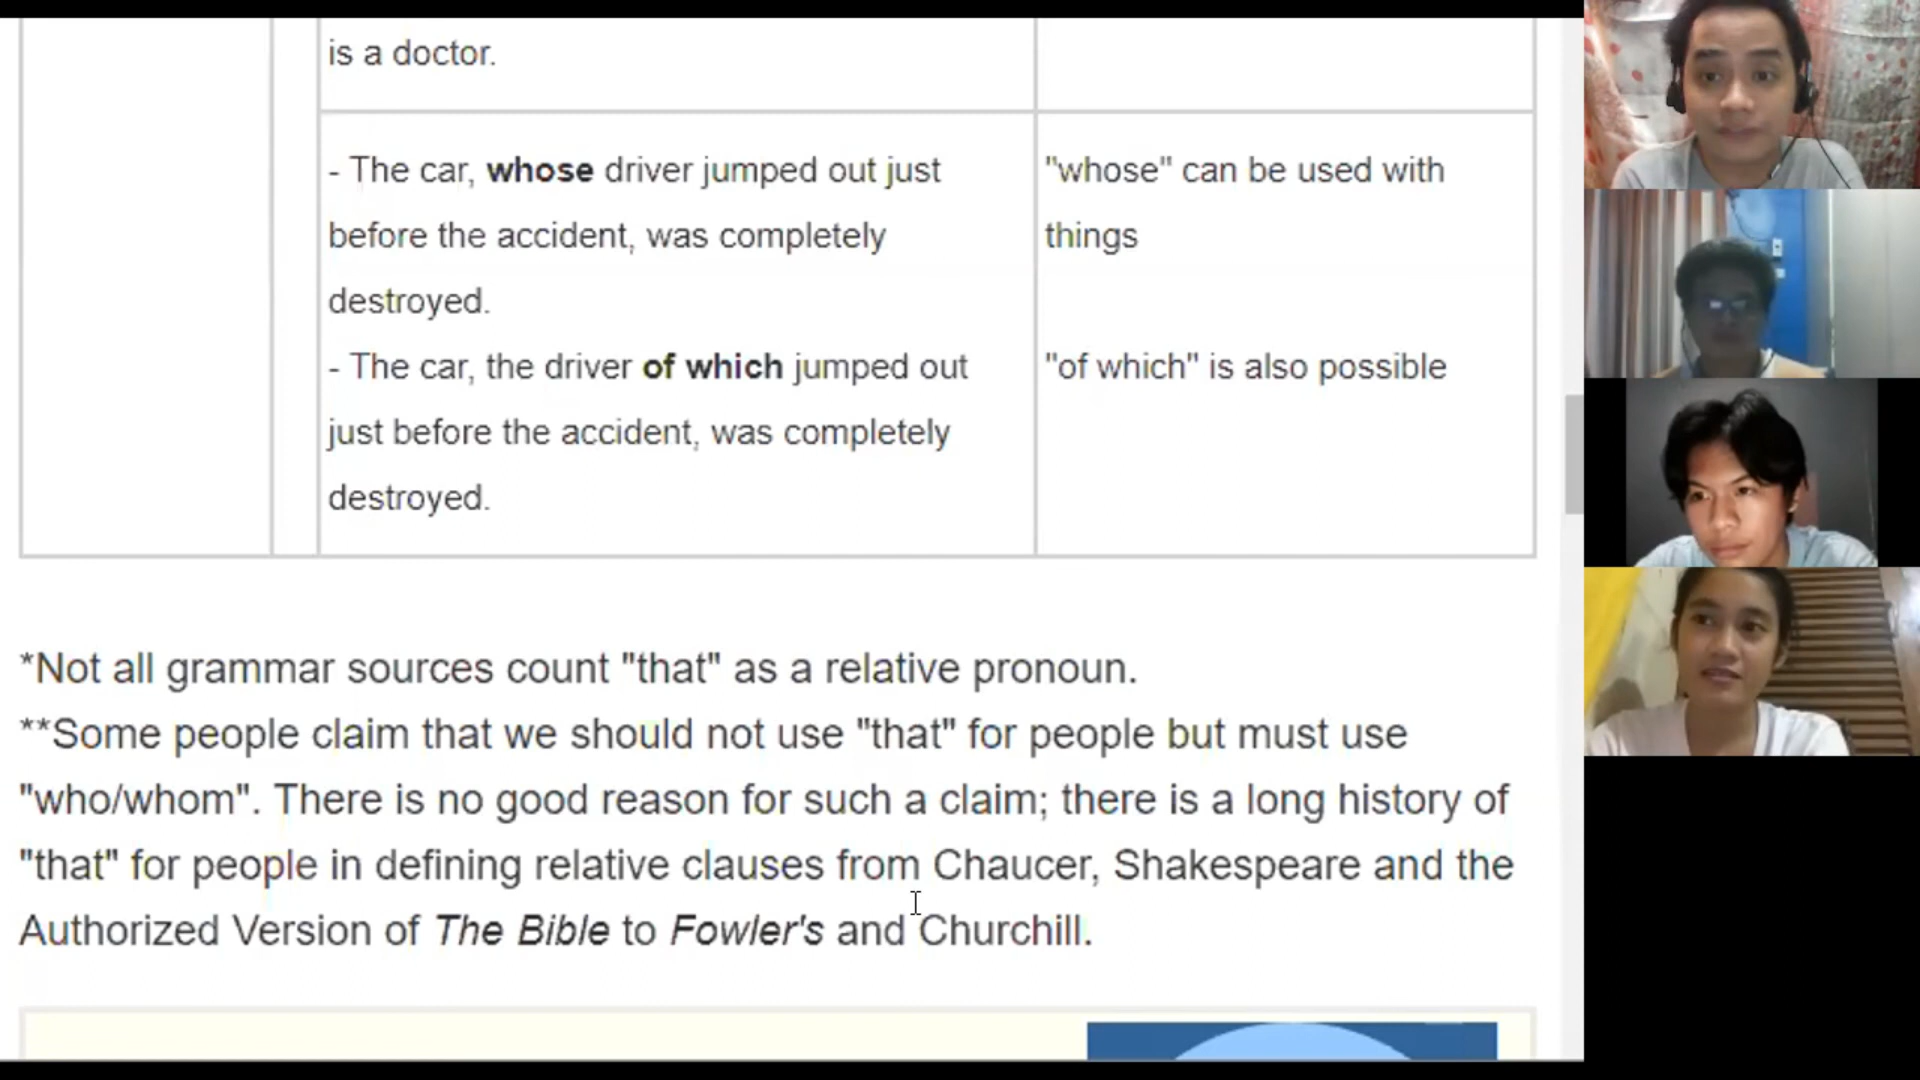 is a doctor.
- The car, whose driver jumped out just
before the accident, was completely
destroyed.
- The car, the driver of which jumped out
just before the accident, was completely
destroyed.
"whose" can be used with
things
"of which" is also possible
*Not all grammar sources count "that" as a relative pronoun.
**Some people claim that we should not use "that" for people but must use
"who/whom". There is no good reason for such a claim; there is a long history of
"that" for people in defining relative clauses from Chaucer, Shakespeare and the
Authorized Version of The Bible to Fowler's and Churchill.